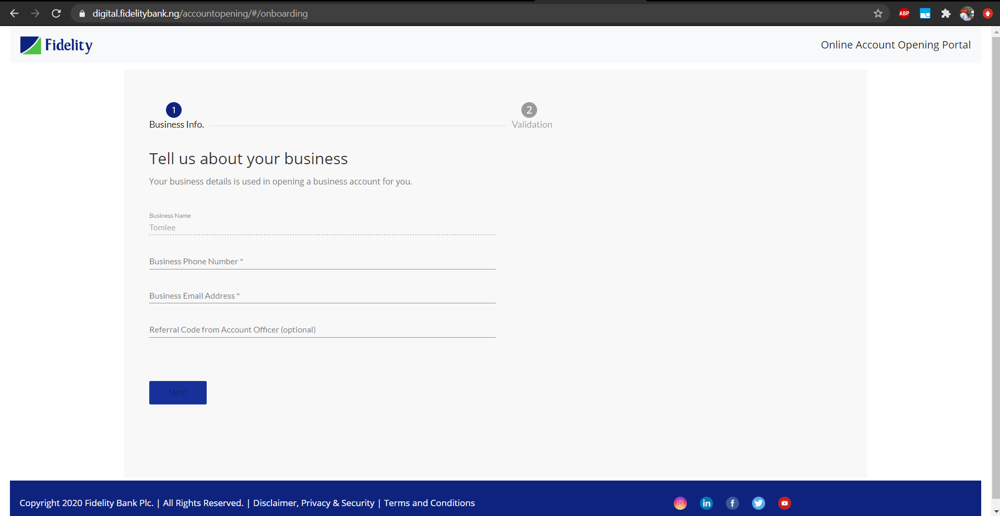 digital.fidelitybank.ng/accountopening/#/onboarding
ABP
Fidelity
Online Account Opening Portal
1
2
Business Info.
Validation
Tell us about your business
Your business details is used in opening a business account for you.
Business Name
Tomlee
Business Phone Number *
Business Email Address *
Referral Code from Account Officer (optional)
Next
Copyright 2020 Fidelity Bank Plc. | All Rights Reserved. | Disclaimer, Privacy & Security | Terms and Conditions
in
f